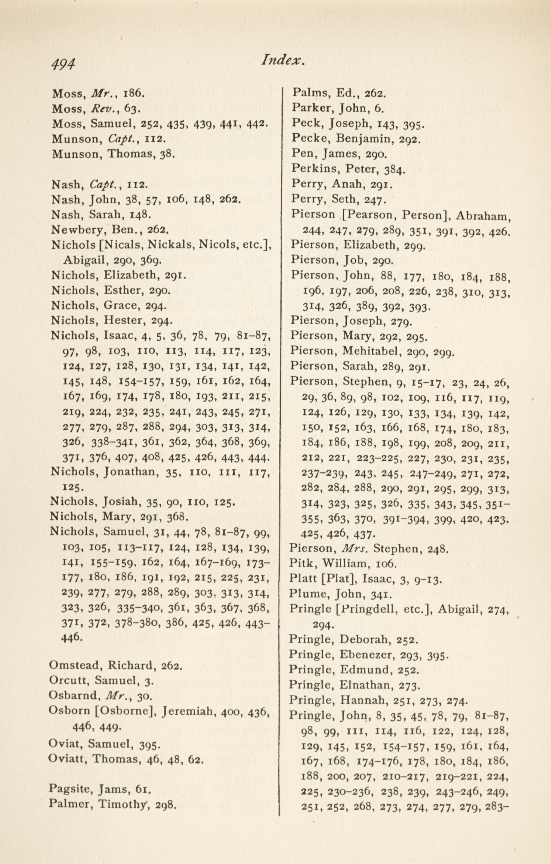 494
Index.
Moss, Mr., 186.
Moss, Rev., 63.
Moss, Samuel, 252, 435, 439, 441, 442.
Munson, Capt., 112.
Munson, Thomas, 38.
Nash, Capt., 112.
Nash, John, 38, 57, 106, 148, 262.
Nash, Sarah, 148.
Newbery, Ben., 262.
Nichols [Nicals, Nickals, Nicols, etc.],
Abigail, 290, 369.
Nichols, Elizabeth, 291.
Nichols, Esther, 290.
Nichols, Grace, 294.
Nichols, Hester, 294.
Nichols, Isaac, 4, 5, 36, 78, 79, 81–87,
97, 98, 103, 110, 113, 114, 117, 123,
124, 127, 128, 130, 131, 134, 141, 142,
145, 148, 154–157, 159, 161, 162, 164,
167, 169, 174, 178, 180, 193, 211, 215,
219, 224, 232, 235, 241, 243, 245, 271,
277, 279, 287, 288, 294, 303, 313, 314,
326, 338–341, 361, 362, 364, 368, 369,
371, 376, 407, 408, 425, 426, 443, 444.
Nichols, Jonathan, 35, 110, 111, 117,
125.
Nichols, Josiah, 35, 90, 110, 125.
Nichols, Mary, 291, 368.
Nichols, Samuel, 31, 44, 78, 81–87, 99,
103, 105, 113–117, 124, 128, 134, 139,
141, 155–159, 162, 164, 167–169, 173–
177, 180, 186, 191, 192, 215, 225, 231,
239, 277, 279, 288, 289, 303, 313, 314,
323, 326, 335–340, 361, 363, 367, 368,
371, 372, 378–380, 386, 425, 426, 443–
446.
Omstead, Richard, 262.
Orcutt, Samuel, 3.
Osbarnd, Mr., 30.
Osborn [Osborne], Jeremiah, 400, 436,
446, 449.
Oviat, Samuel, 395.
Oviatt, Thomas, 46, 48, 62.
Pagsite, Jams, 61.
Palmer, Timothy, 298.
Palms, Ed., 262.
Parker, John, 6.
Peck, Joseph, 143, 395.
Pecke, Benjamin, 292.
Pen, James, 290.
Perkins, Peter, 384.
Perry, Anah, 291.
Perry, Seth, 247.
Pierson [Pearson, Person], Abraham,
244, 247, 279, 289, 351, 391, 392, 426.
Pierson, Elizabeth, 299.
Pierson, Job, 290.
Pierson, John, 88, 177, 180, 184, 188,
196, 197, 206, 208, 226, 238, 310, 313,
314, 326, 389, 392, 393.
Pierson, Joseph, 279.
Pierson, Mary, 292, 295.
Pierson, Mehitabel, 290, 299.
Pierson, Sarah, 289, 291.
Pierson, Stephen, 9, 15–17, 23, 24, 26,
29, 36, 89, 98, 102, 109, 116, 117, 119,
124, 126, 129, 130, 133, 134, 139, 142,
150, 152, 163, 166, 168, 174, 180, 183,
184, 186, 188, 198, 199, 208, 209, 211,
212, 221, 223–225, 227, 230, 231, 235,
237–239, 243, 245, 247–249, 271, 272,
282, 284, 288, 290, 291, 295, 299, 313,
314, 323, 325, 326, 335, 343, 345, 351–
355, 363, 370, 391–394, 399, 420, 423.
425, 426, 437.
Pierson, Mrs. Stephen, 248.
Pitk, William, 106.
Platt [Plat], Isaac, 3, 9–13.
Plume, John, 341.
Pringle [Pringdell, etc.], Abigail, 274,
294.
Pringle, Deborah, 252.
Pringle, Ebenezer, 293, 395.
Pringle, Edmund, 252.
Pringle, Elnathan, 273.
Pringle, Hannah, 251, 273, 274.
Pringle, John, 8, 35, 45, 78, 79, 81–87,
98, 99, 111, 114, 116, 122, 124, 128,
129, 145, 152, 154–157, 159, 161, 164,
167, 168, 174–176, 178, 180, 184, 186,
188, 200, 207, 210–217, 219–221, 224,
225, 230–236, 238, 239, 243–246, 249,
251, 252, 268, 273, 274, 277, 279, 283–